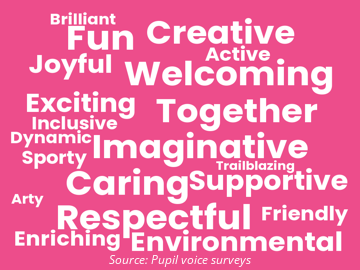 Brilliant
Fun Creative
Active
Joyful Welcoming
Exciting Together
Inclusive
Dynamic Imaginative
Sporty
Trailblazing
Caring Supportive
Arty
Respectful Friendly
Enriching Environmental
Source: Pupil voice surveys